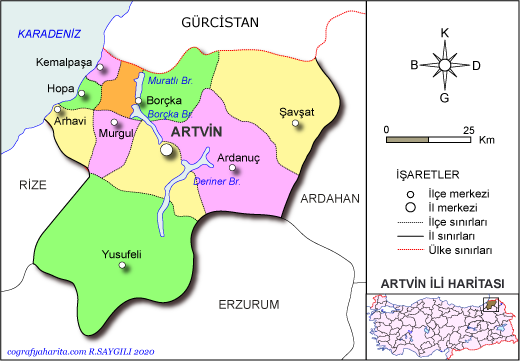 GÜRCİSTAN
KARADENİZ
Kemalpaşa
Muratlı Br.
Hopa
Borçka
Borçka Br.
Arhavi
Şavşat
Murgul
ARTVİN
Ardanuç
Deriner Br.
RİZE
ARDAHAN
Yusufeli
ERZURUM
cografyaharita.com R.SAYGILI 2020
K
B
D
G
0 25
Km
İŞARETLER
İlçe merkezi
İl merkezi
İlçe sınırları
İl sınırları
Ülke sınırları
ARTVİN İLİ HARİTASI